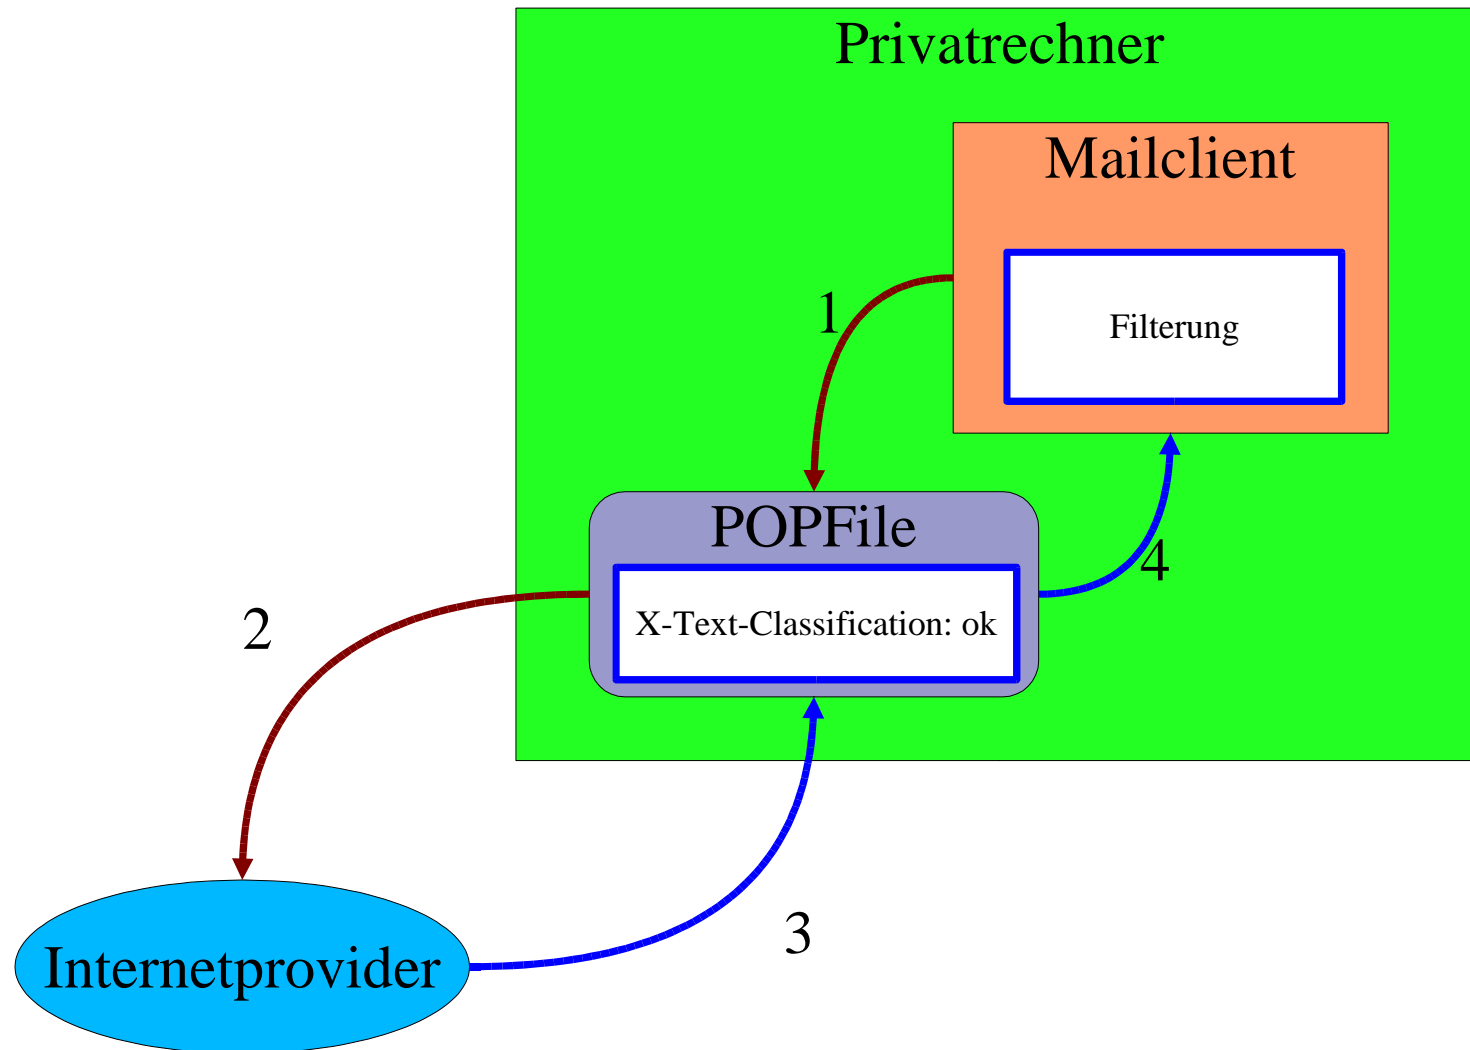 Privatrechner
Mailclient
Filterung
1
POPFile
X-Text-Classification: ok
4
2
3
Internetprovider